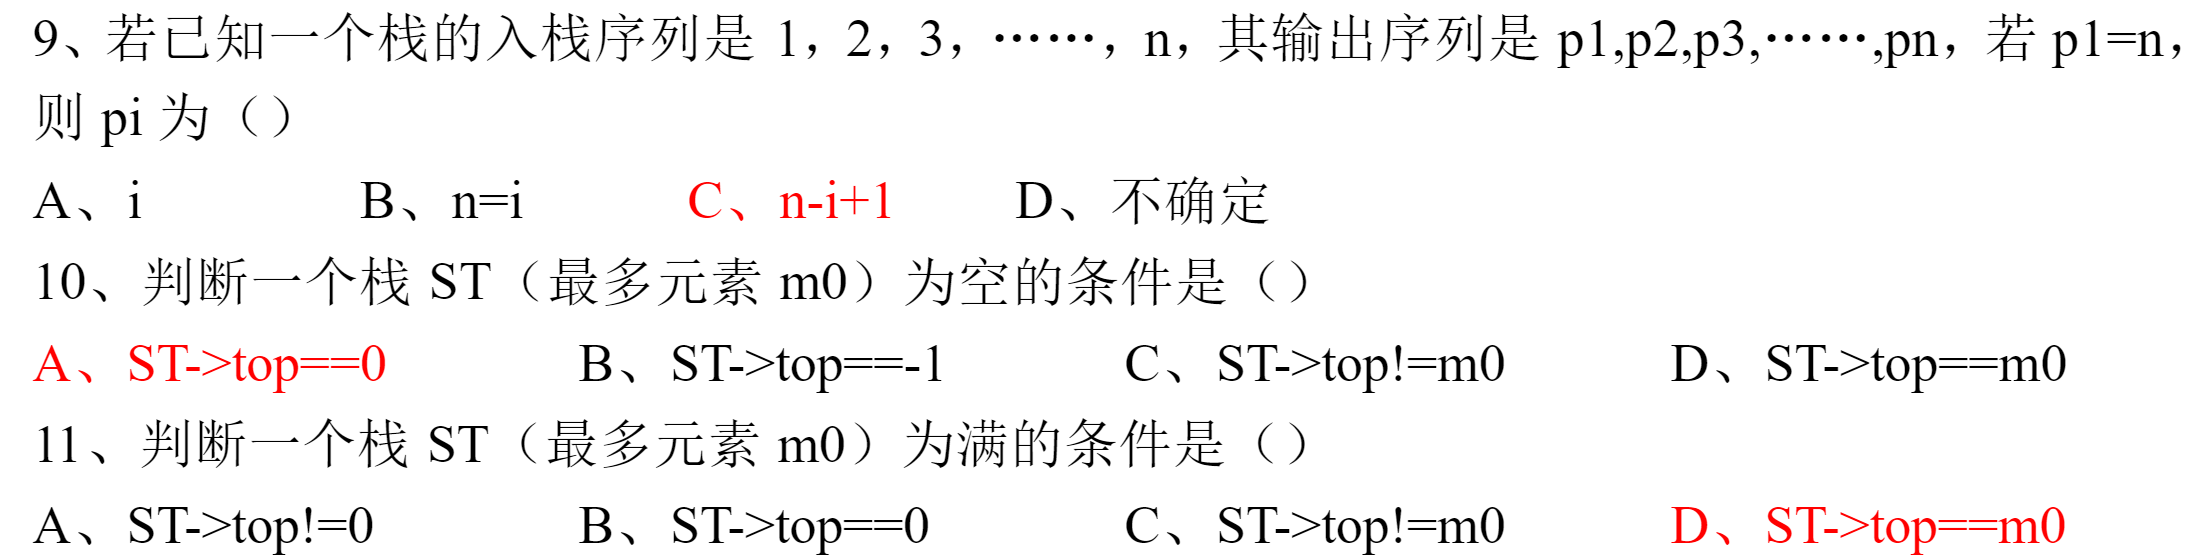 9、若已知一个栈的入栈序列是 1，2，3，……，n，其输出序列是 p1,p2,p3,……,pn，若 p1=n，
则 pi 为（）
A、i B、n=i C、n-i+1 D、不确定
10、判断一个栈 ST（最多元素 m0）为空的条件是（）
A、ST->top==0 B、ST->top==-1 C、ST->top!=m0 D、ST->top==m0
11、判断一个栈 ST（最多元素 m0）为满的条件是（）
A、ST->top!=0 B、ST->top==0 C、ST->top!=m0 D、ST->top==m0